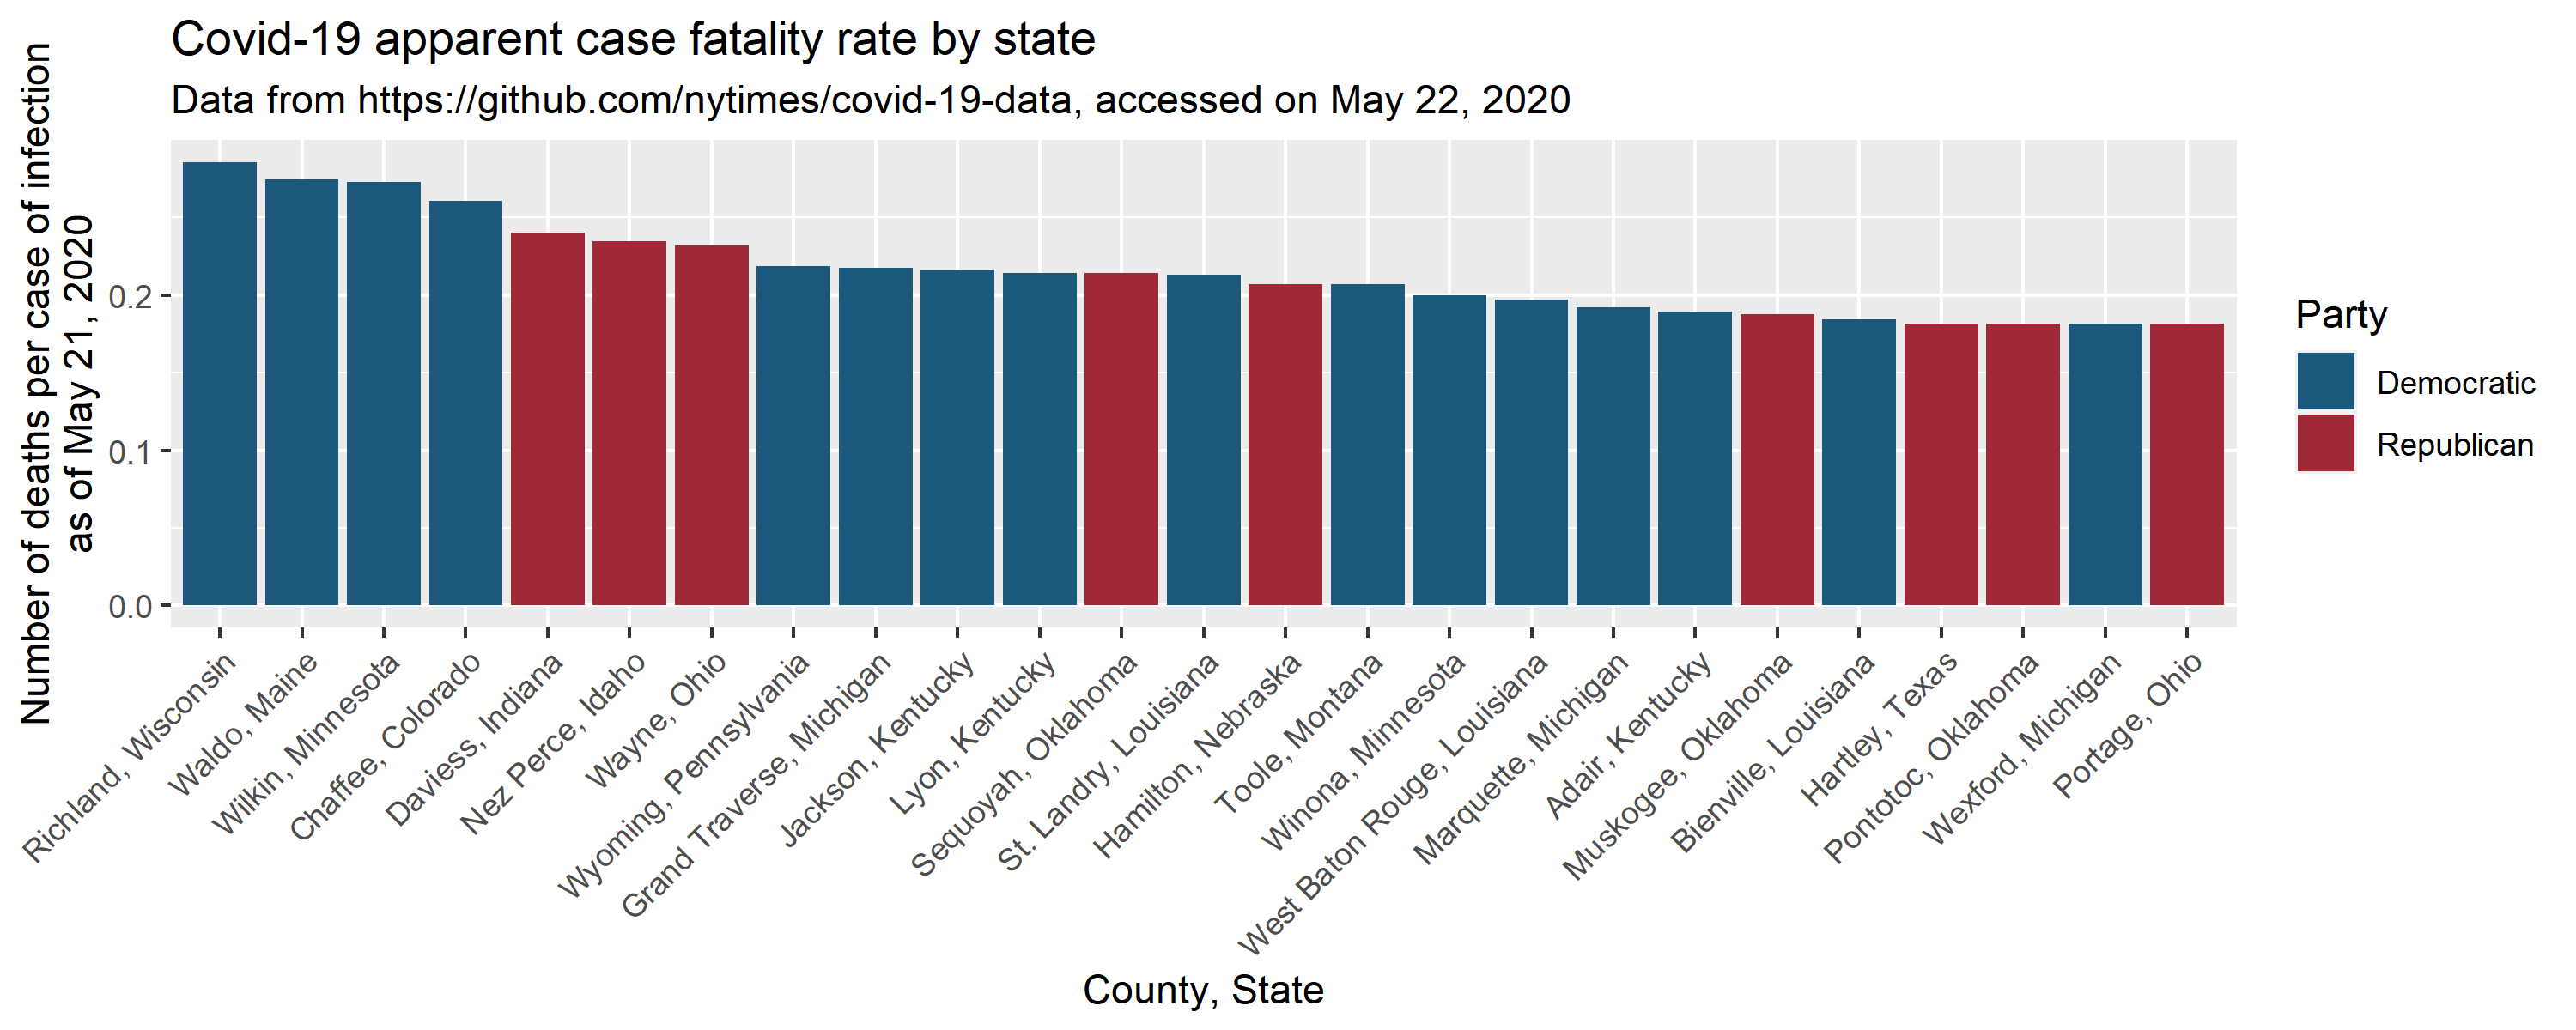 Covid-19 apparent case fatality rate by state
Data from https://github.com/nytimes/covid-19-data, accessed on May 22, 2020
Number of deaths per case of infection
as of May 21, 2020
0.2
0.1
0.0
Richland, Wisconsin
Waldo, Maine
Wilkin, Minnesota
Chaffee, Colorado
Daviess, Indiana
Nez Perce, Idaho
Wayne, Ohio
Wyoming, Pennsylvania
Grand Traverse, Michigan
Jackson, Kentucky
Lyon, Kentucky
Sequoyah, Oklahoma
St. Landry, Louisiana
Hamilton, Nebraska
Toole, Montana
Winona, Minnesota
West Baton Rouge, Louisiana
Marquette, Michigan
Adair, Kentucky
Muskogee, Oklahoma
Bienville, Louisiana
Hartley, Texas
Pontotoc, Oklahoma
Wexford, Michigan
Portage, Ohio
County, State
Party
Democratic
Republican